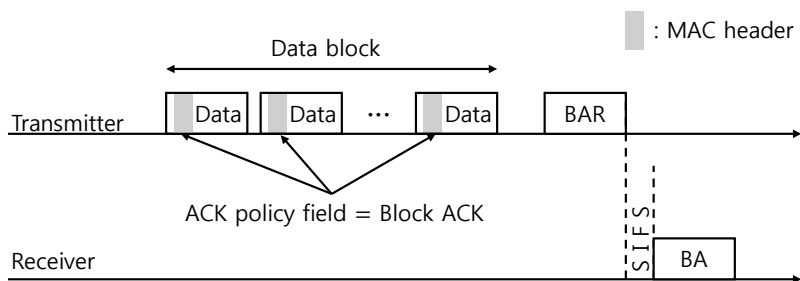 : MAC header
Data block
Transmitter
Data
Data
...
Data
BAR
ACK policy field = Block ACK
SIFS
Receiver
BA